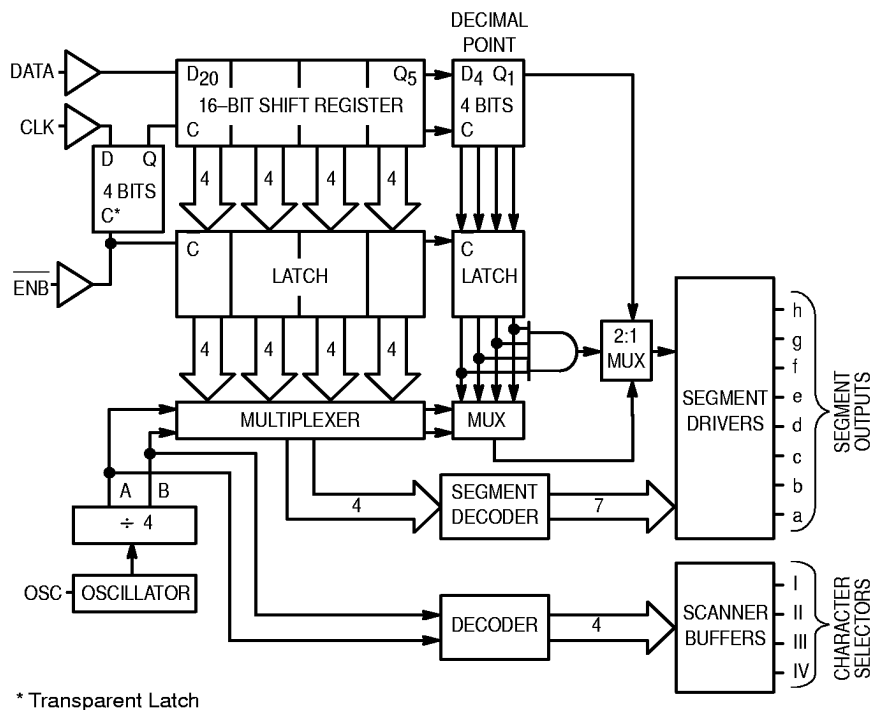 DECIMAL
POINT
DATA
D20
Q5
16–BIT SHIFT REGISTER
C
D4 Q1
4 BITS
C
CLK
D Q
4 BITS
C*
4
4
4
4
ENB
C
LATCH
C
LATCH
4
4
4
4
2:1
MUX
MULTIPLEXER
MUX
SEGMENT
DRIVERS
h
g
f
e
d
c
b
a
SEGMENT
OUTPUTS
A B
÷ 4
4
SEGMENT
DECODER
7
OSC
OSCILLATOR
DECODER
4
SCANNER
BUFFERS
I
II
III
IV
CHARACTER
SELECTORS
* Transparent Latch